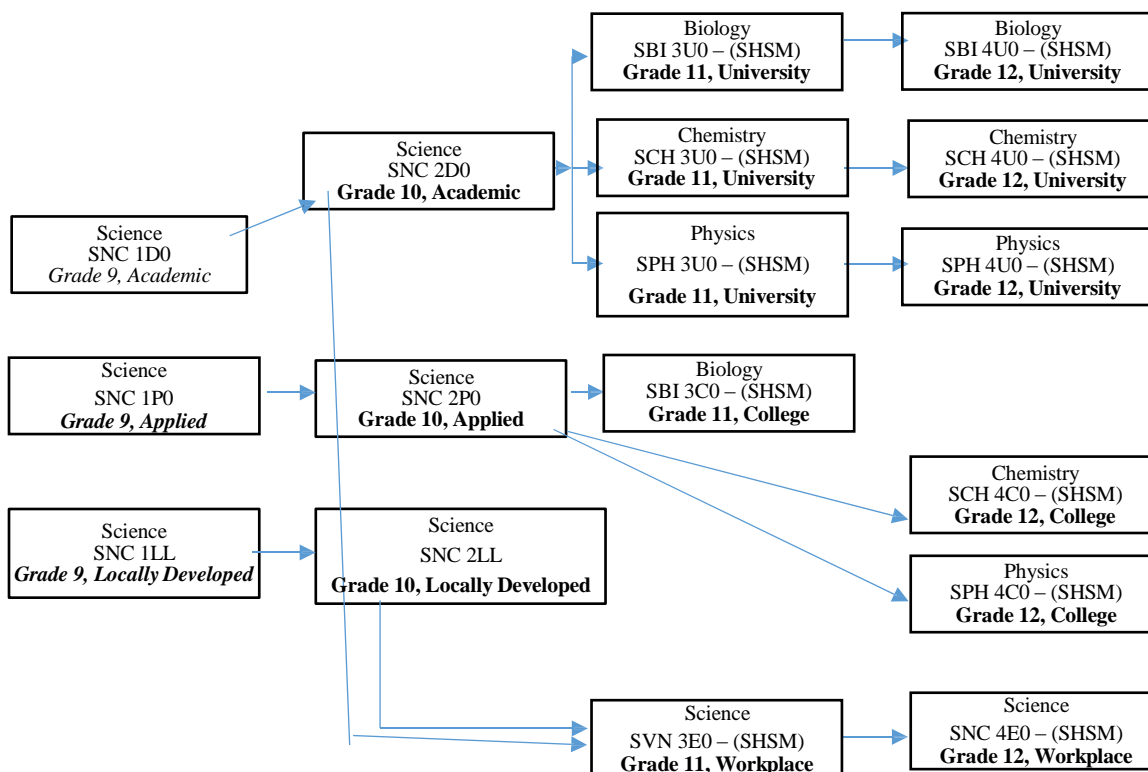 Biology
SBI 3U0 – (SHSM)
Grade 11, University
Biology
SBI 4U0 – (SHSM)
Grade 12, University
Science
SNC 2D0
Grade 10, Academic
Chemistry
SCH 3U0 – (SHSM)
Grade 11, University
Chemistry
SCH 4U0 – (SHSM)
Grade 12, University
Science
SNC 1D0
Grade 9, Academic
Physics
SPH 3U0 – (SHSM)
Grade 11, University
Physics
SPH 4U0 – (SHSM)
Grade 12, University
Science
SNC 1P0
Grade 9, Applied
Science
SNC 2P0
Grade 10, Applied
Biology
SBI 3C0 – (SHSM)
Grade 11, College
Chemistry
SCH 4C0 – (SHSM)
Grade 12, College
Science
SNC 1LL
Grade 9, Locally Developed
Science
SNC 2LL
Grade 10, Locally Developed
Physics
SPH 4C0 – (SHSM)
Grade 12, College
Science
SVN 3E0 – (SHSM)
Grade 11, Workplace
Science
SNC 4E0 – (SHSM)
Grade 12, Workplace